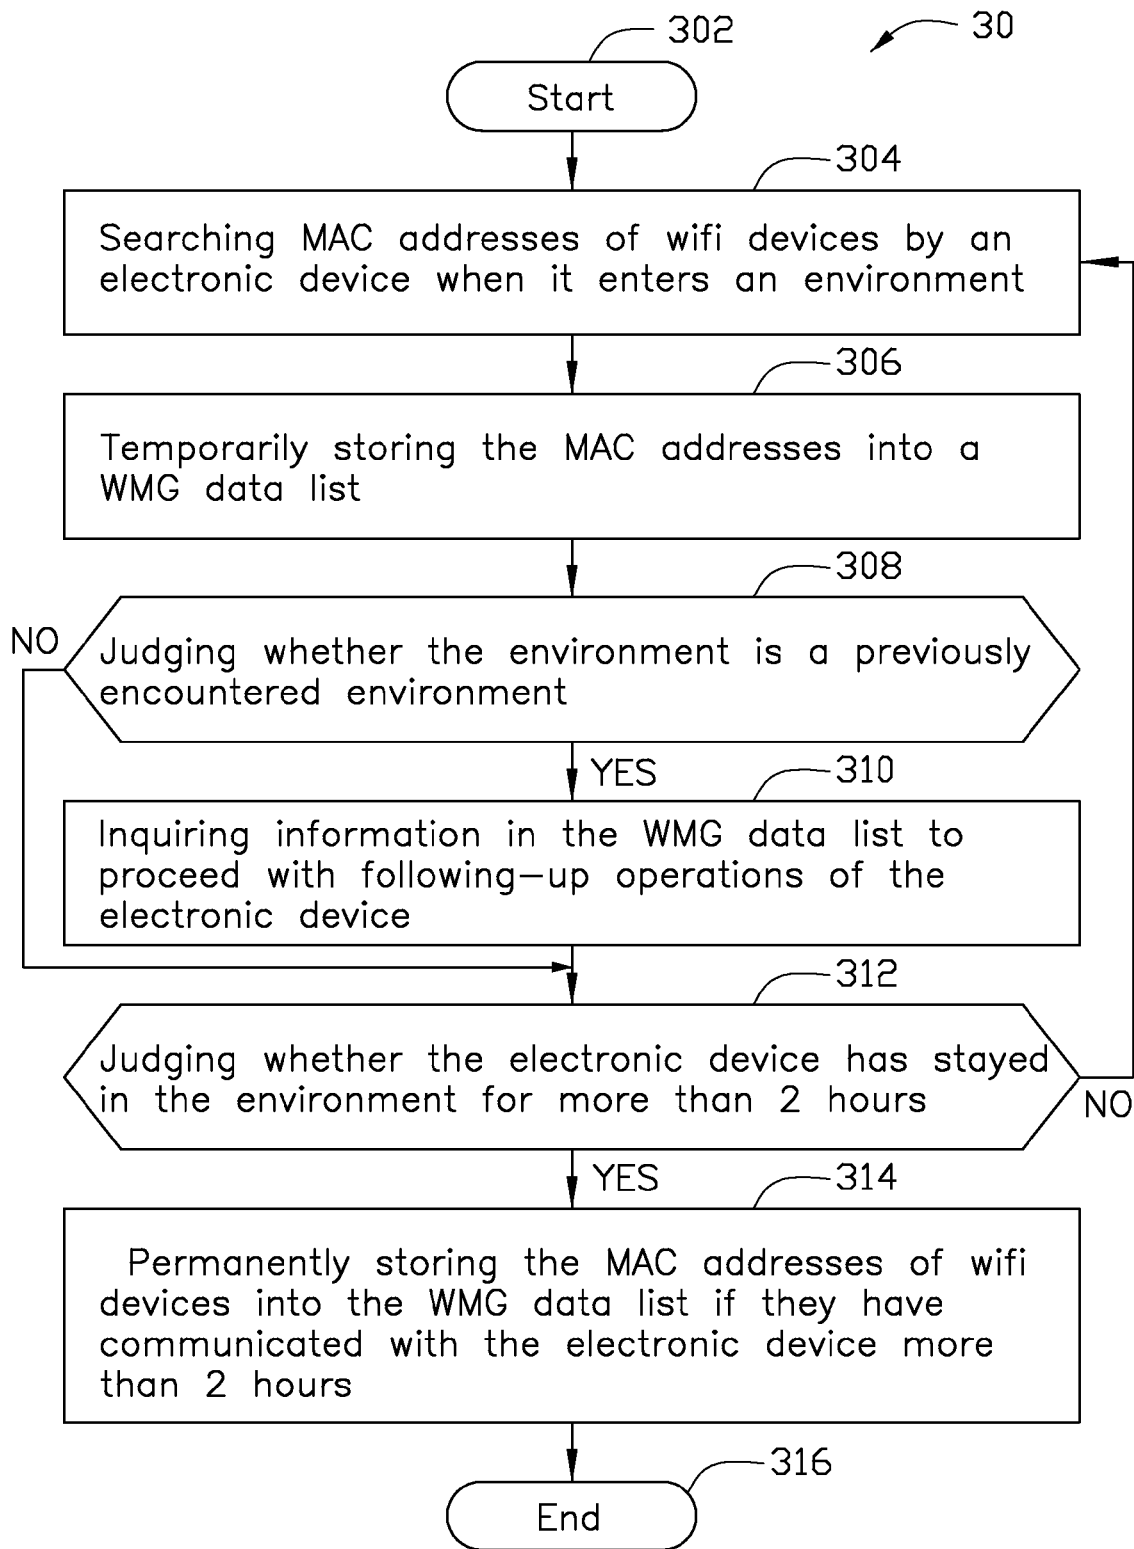 302
30
Start
304
Searching MAC addresses of wifi devices by an
electronic device when it enters an environment
306
Temporarily storing the MAC addresses into a
WMG data list
308
NO
Judging whether the environment is a previously
encountered environment
YES
310
Inquiring information in the WMG data list to
proceed with following-up operations of the
electronic device
312
Judging whether the electronic device has stayed
in the environment for more than 2 hours
NO
YES
314
Permanently storing the MAC addresses of wifi
devices into the WMG data list if they have
communicated with the electronic device more
than 2 hours
316
End